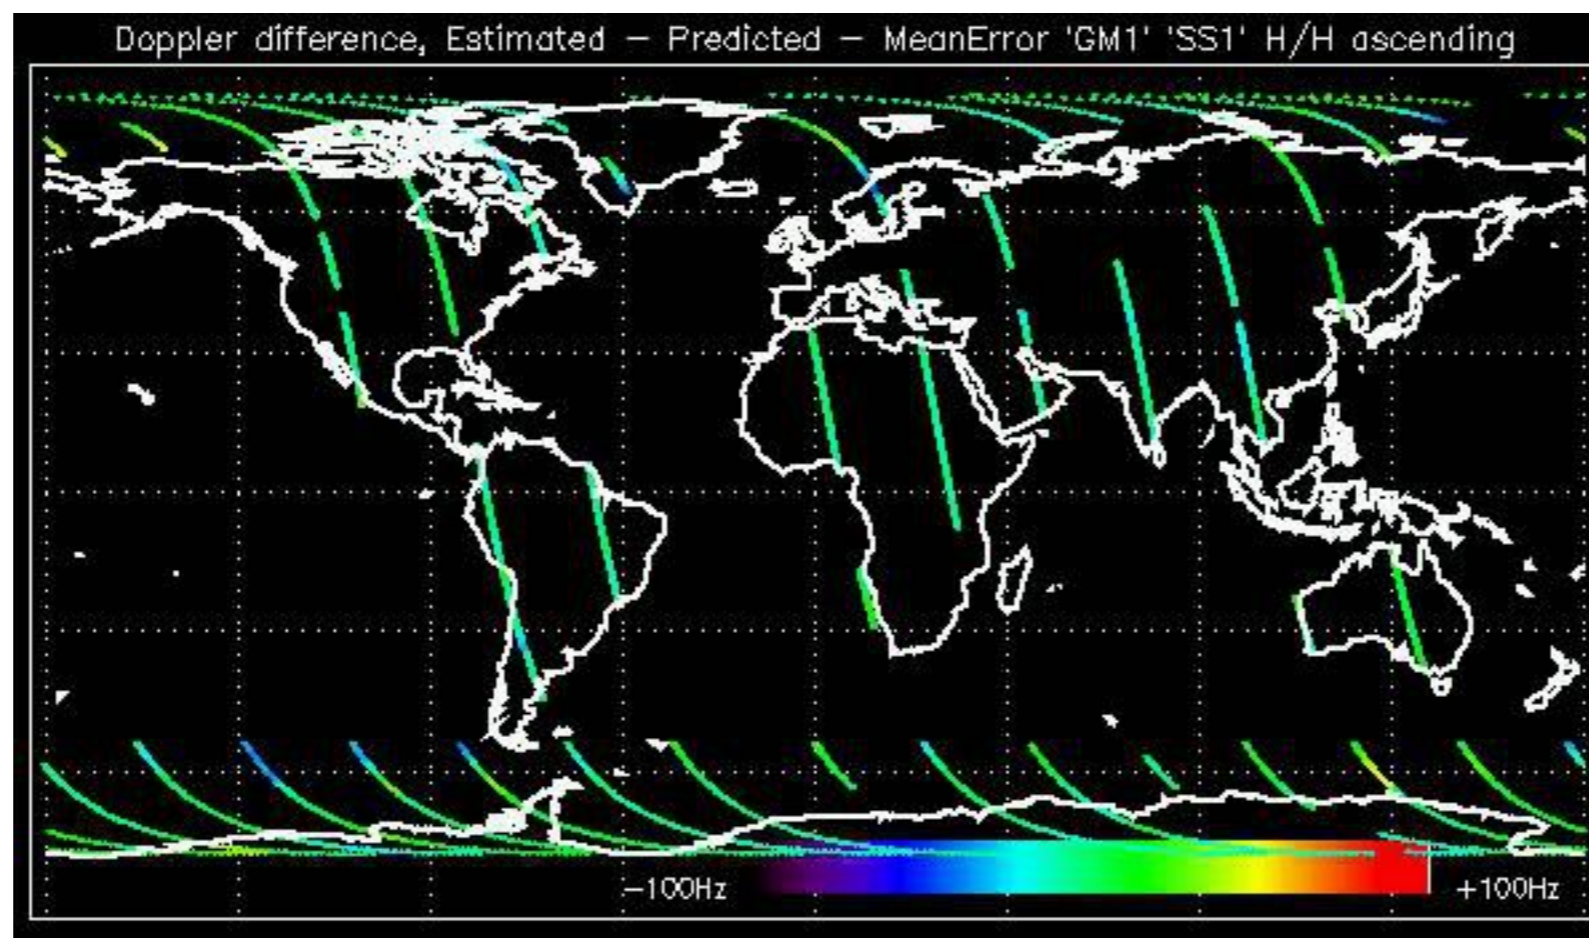 Doppler difference, Estimated − Predicted − MeanError 'GM1' 'SS1' H/H ascending
−100Hz
+100Hz